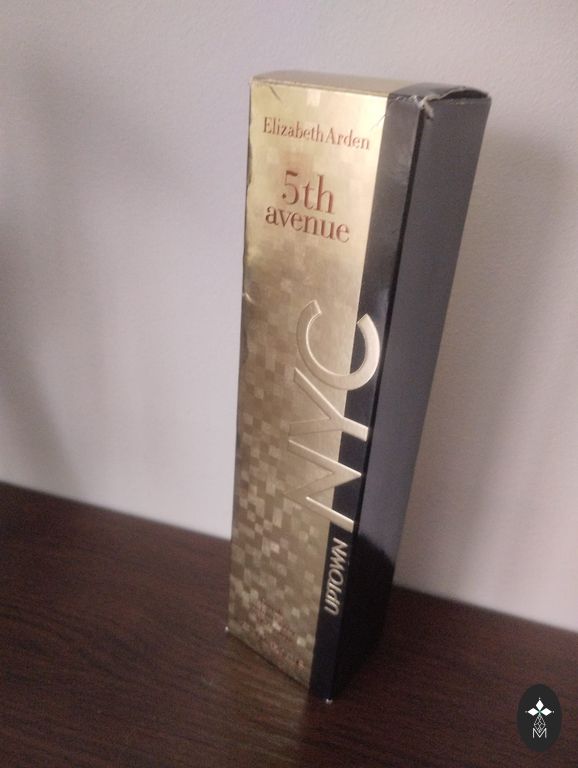 Elizabeth Arden
5th
avenue
NYC
UPTOWN
M